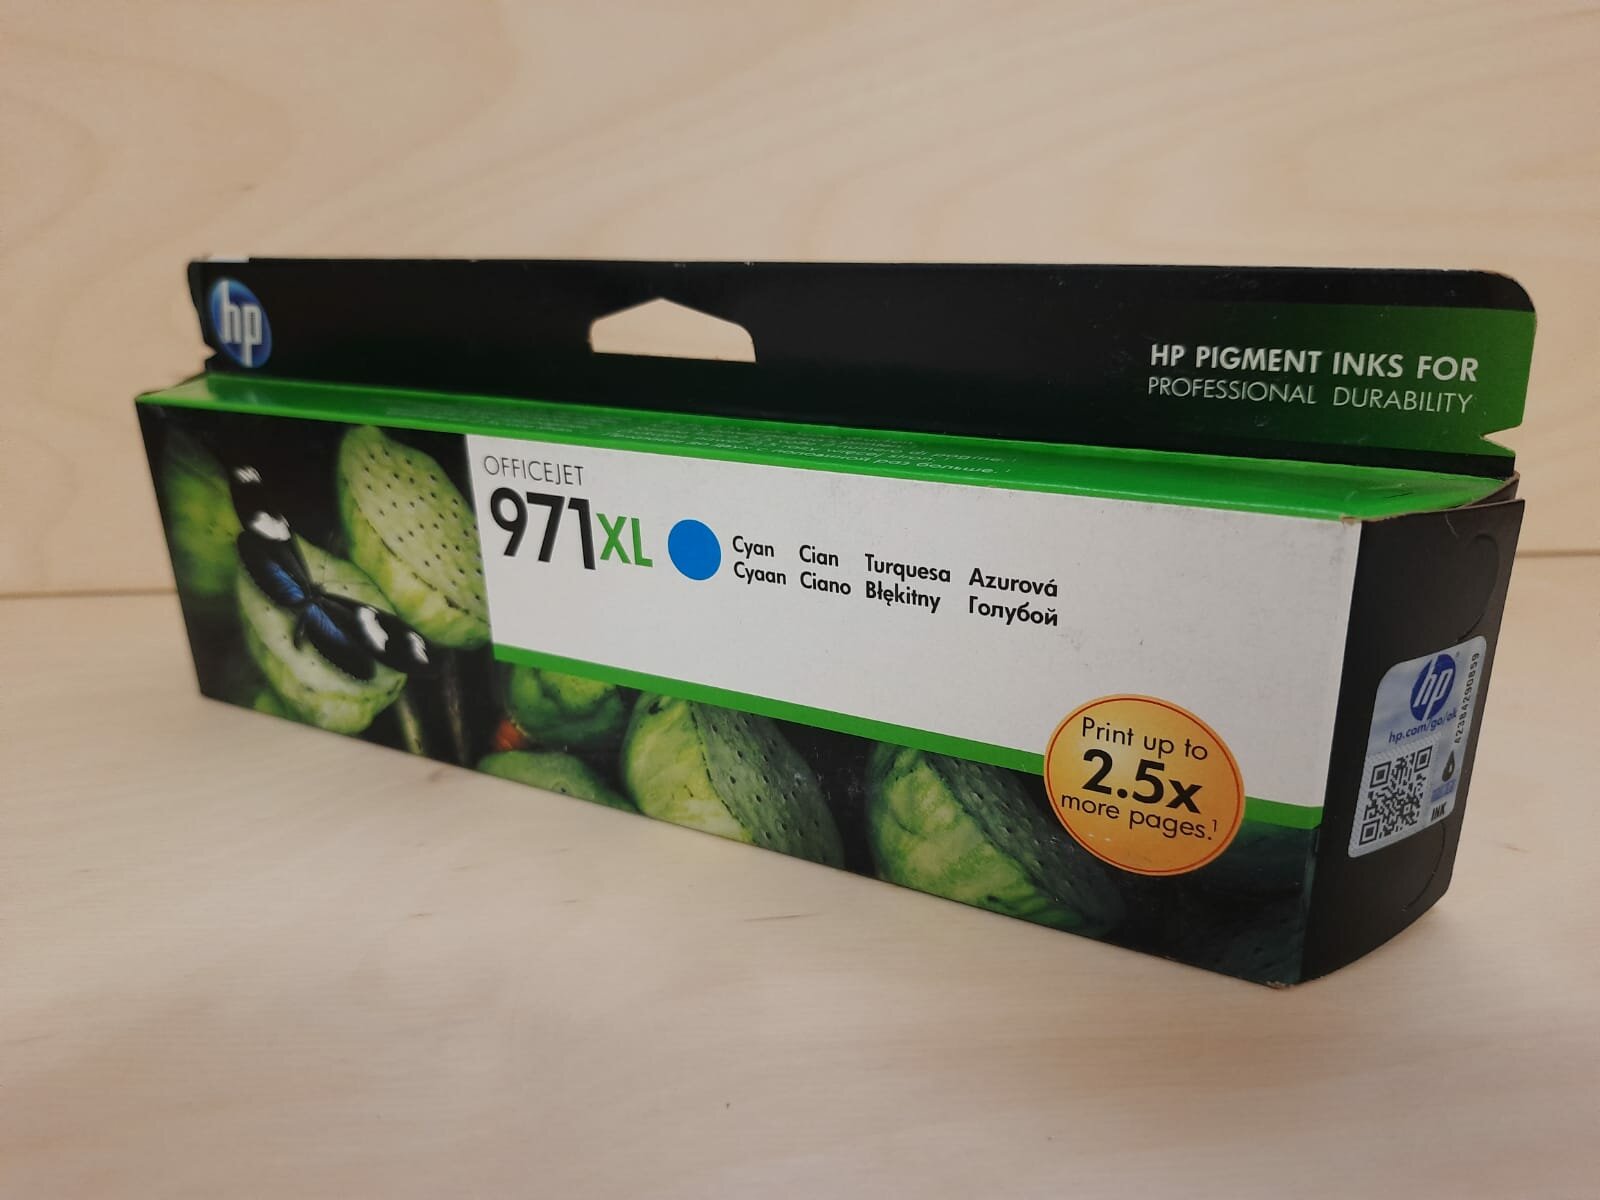 hp
HP PIGMENT INKS FOR
PROFESSIONAL DURABILITY
OFFICEJET
971XL
Cyan Cian Turquesa Azurová
Cyaan Ciano Błękitny Голубой
Print up to
2.5x
more pages.¹
hp
hp.com/go/ok
42384290859
INK